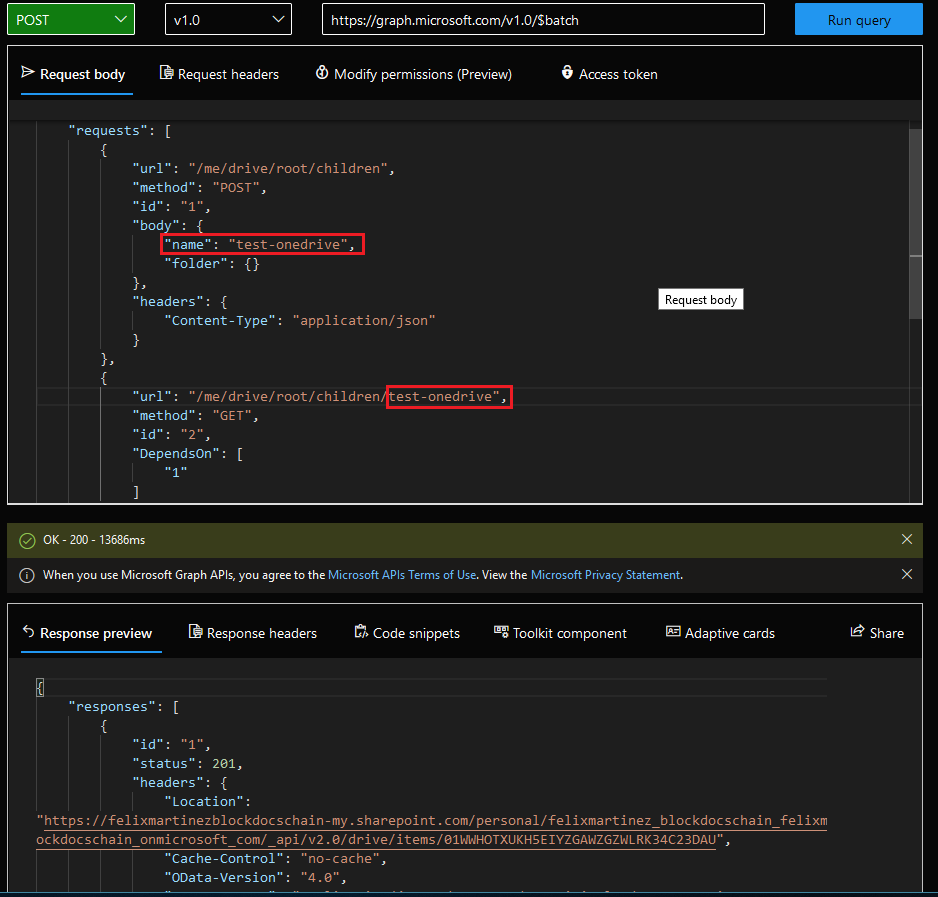 POST v1.0 https://graph.microsoft.com/v1.0/$batch Run query
Request body Request headers Modify permissions (Preview) Access token
"requests": [
{
"url": "/me/drive/root/children",
"method": "POST",
"id": "1",
"body": {
"name": "test-onedrive",
"folder": {}
},
"headers": {
"Content-Type": "application/json"
}
},
{
"url": "/me/drive/root/children/test-onedrive",
"method": "GET",
"id": "2",
"DependsOn": [
"1"
]
Request body
OK - 200 - 13686ms
When you use Microsoft Graph APIs, you agree to the Microsoft APIs Terms of Use. View the Microsoft Privacy Statement.
Response preview Response headers Code snippets Toolkit component Adaptive cards Share
{
"responses": [
{
"id": "1",
"status": 201,
"headers": {
"Location":
"https://felixmartinezblockdocschain-my.sharepoint.com/personal/felixmartinez_blockdocschain_felixm
ockdocschain_onmicrosoft_com/_api/v2.0/drive/items/01WWHOTXUKH5EIYZGAWZGZWLRK34C23DAU",
"Cache-Control": "no-cache",
"OData-Version": "4.0",